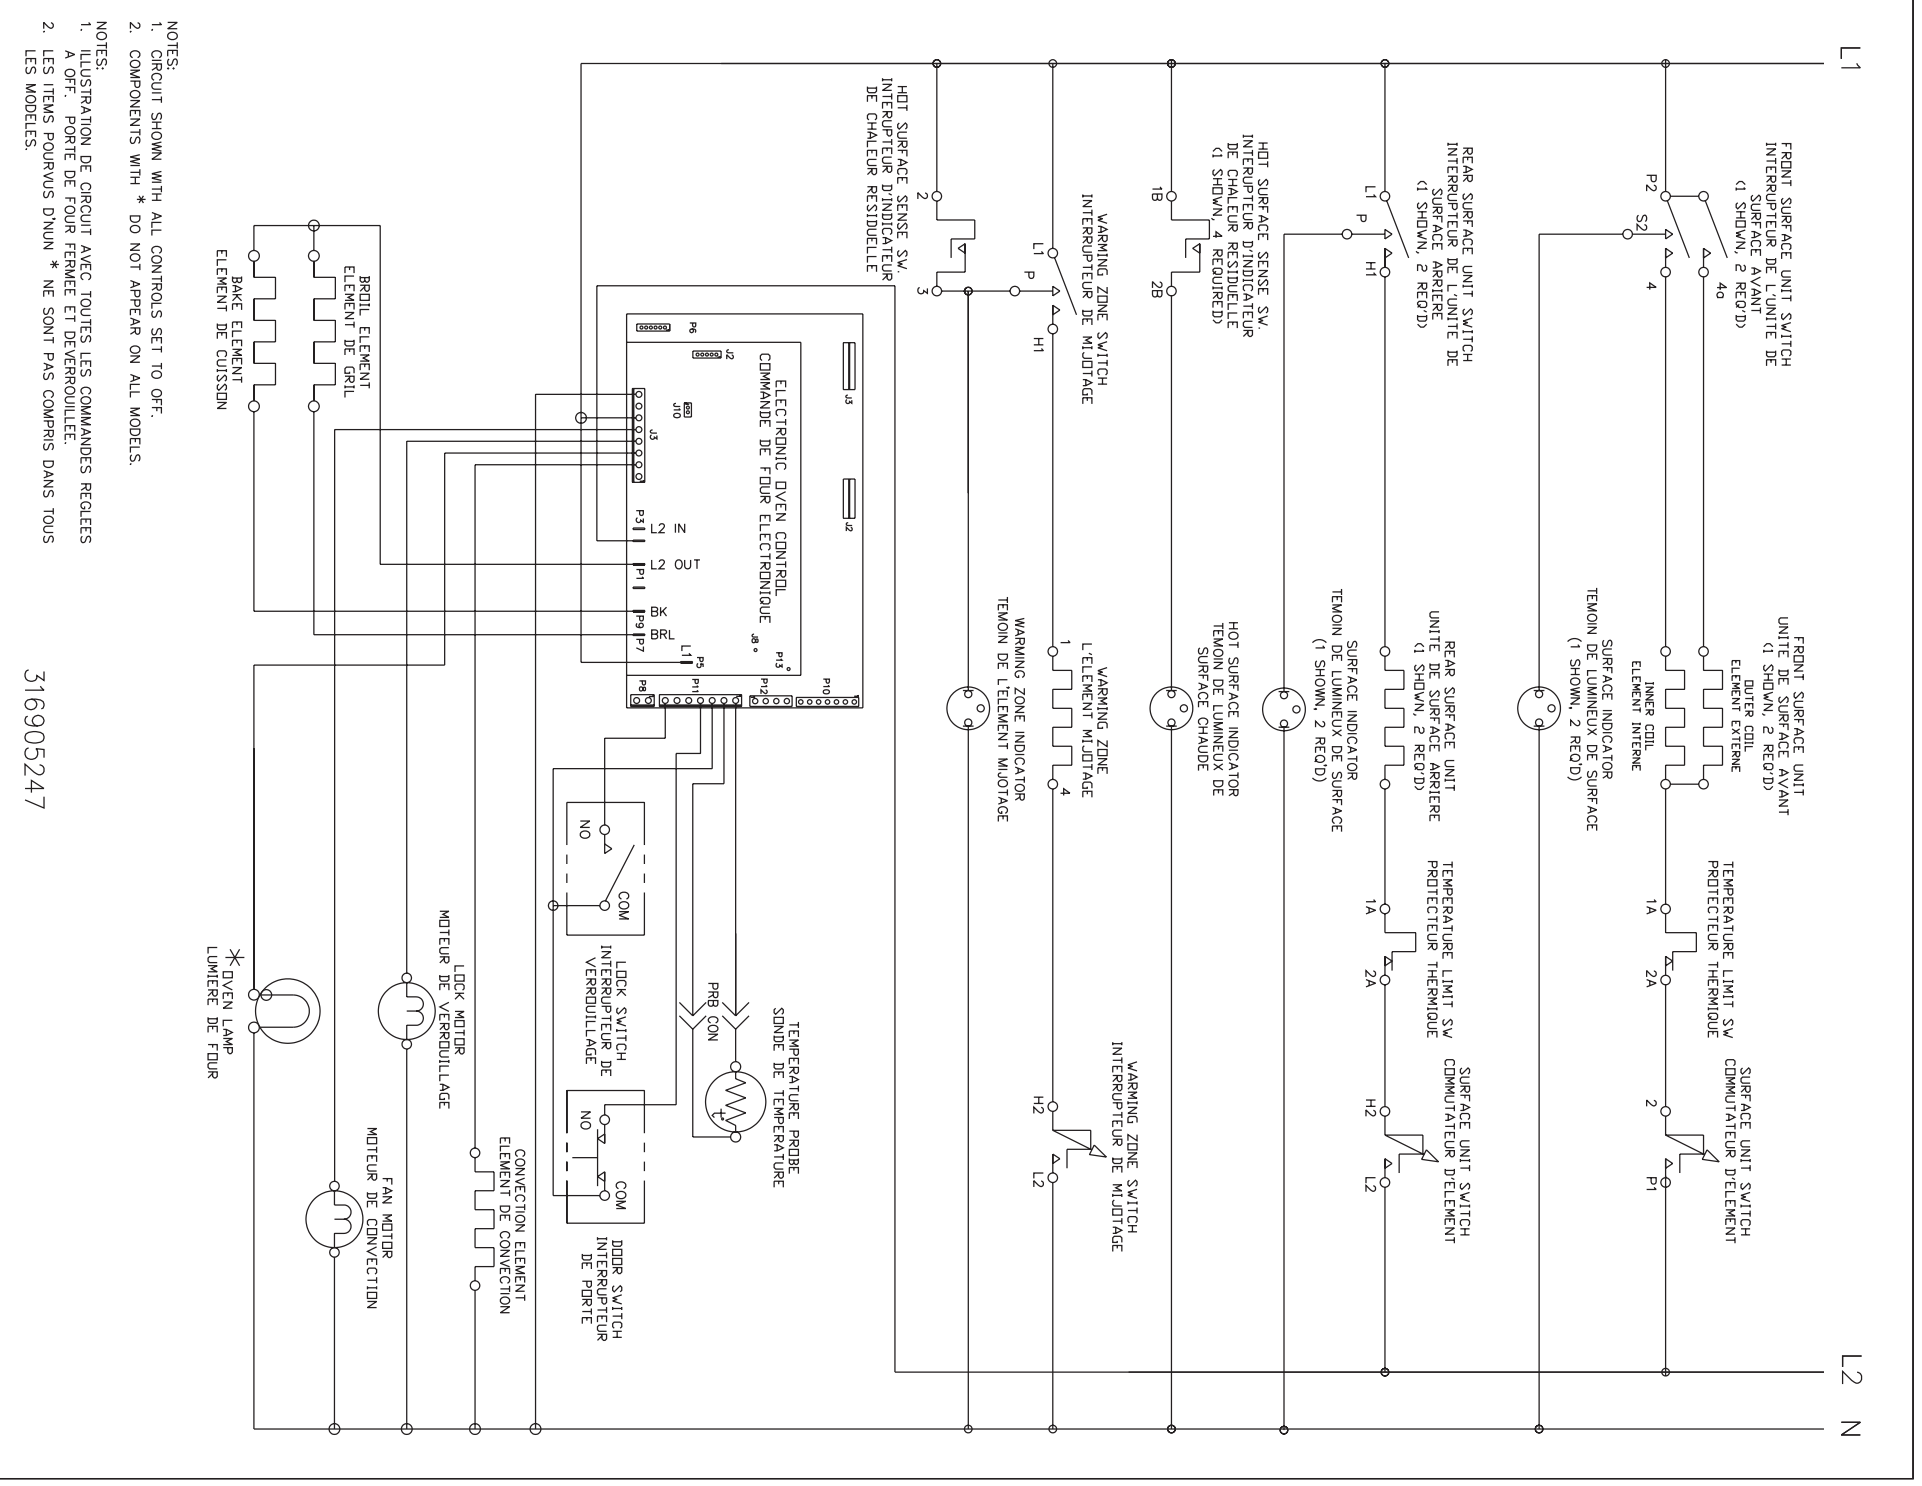 L1
L2
N
FRONT SURFACE UNIT SWITCH
INTERRUPTEUR DE L'UNITE DE
SURFACE AVANT
(1 SHOWN, 2 REQ'D)
P2
S2
4
4a
FRONT SURFACE UNIT
UNITE DE SURFACE AVANT
(1 SHOWN, 2 REQ'D)
OUTER COIL
ELEMENT EXTERNE
INNER COIL
ELEMENT INTERNE
SURFACE INDICATOR
TEMOIN DE LUMINEUX DE SURFACE
(1 SHOWN, 2 REQ'D)
TEMPERATURE LIMIT SW
PROTECTEUR THERMIQUE
1A
2A
SURFACE UNIT SWITCH
COMMUTATEUR D'ELEMENT
2
P1
REAR SURFACE UNIT SWITCH
INTERRUPTEUR DE L'UNITE DE
SURFACE ARRIERE
(1 SHOWN, 2 REQ'D)
L1
P
H1
REAR SURFACE UNIT
UNITE DE SURFACE ARRIERE
(1 SHOWN, 2 REQ'D)
SURFACE INDICATOR
TEMOIN DE LUMINEUX DE SURFACE
(1 SHOWN, 2 REQ'D)
TEMPERATURE LIMIT SW
PROTECTEUR THERMIQUE
1A
2A
SURFACE UNIT SWITCH
COMMUTATEUR D'ELEMENT
H2
L2
HOT SURFACE SENSE SW.
INTERUPTEUR D'INDICATEUR
DE CHALEUR RESIDUELLE
(1 SHOWN, 4 REQUIRED)
1B
2B
HOT SURFACE INDICATOR
TEMOIN DE LUMINEUX DE
SURFACE CHAUDE
WARMING ZONE SWITCH
INTERRUPTEUR DE MIJOTAGE
L1
P
H1
WARMING ZONE
L'ELEMENT MIJOTAGE
1
4
WARMING ZONE SWITCH
INTERRUPTEUR DE MIJOTAGE
H2
L2
WARMING ZONE INDICATOR
TEMOIN DE L'ELEMENT MIJOTAGE
HOT SURFACE SENSE SW.
INTERUPTEUR D'INDICATEUR
DE CHALEUR RESIDUELLE
2
3
ELECTRONIC OVEN CONTROL
COMMANDE DE FOUR ELECTRONIQUE
J3
J2
P6
J2
J10
J3
P3
L2 IN
L2 OUT
P1
BK
P9
BRL
P7
L1
P5
J8
P13
P8
P11
P12
P10
TEMPERATURE PROBE
SONDE DE TEMPERATURE
PRB CON
NO
COM
LOCK SWITCH
INTERRUPTEUR DE
VERROUILLAGE
NO
COM
DOOR SWITCH
INTERRUPTEUR
DE PORTE
CONVECTION ELEMENT
ELEMENT DE CONVECTION
LOCK MOTOR
MOTEUR DE VERROUILLAGE
FAN MOTOR
MOTEUR DE CONVECTION
BROIL ELEMENT
ELEMENT DE GRIL
BAKE ELEMENT
ELEMENT DE CUISSON
* OVEN LAMP
LUMIERE DE FOUR
NOTES:
1. CIRCUIT SHOWN WITH ALL CONTROLS SET TO OFF.
2. COMPONENTS WITH * DO NOT APPEAR ON ALL MODELS.
NOTES:
1. ILLUSTRATION DE CIRCUIT AVEC TOUTES LES COMMANDES REGLEES
A OFF. PORTE DE FOUR FERMEE ET DEVERROUILLEE.
2. LES ITEMS POURVUS D'NUN * NE SONT PAS COMPRIS DANS TOUS
LES MODELES.
316905247